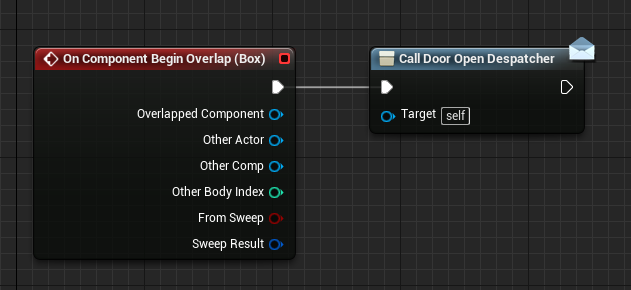 On Component Begin Overlap (Box)
Overlapped Component
Other Actor
Other Comp
Other Body Index
From Sweep
Sweep Result
Call Door Open Despatcher
Target self